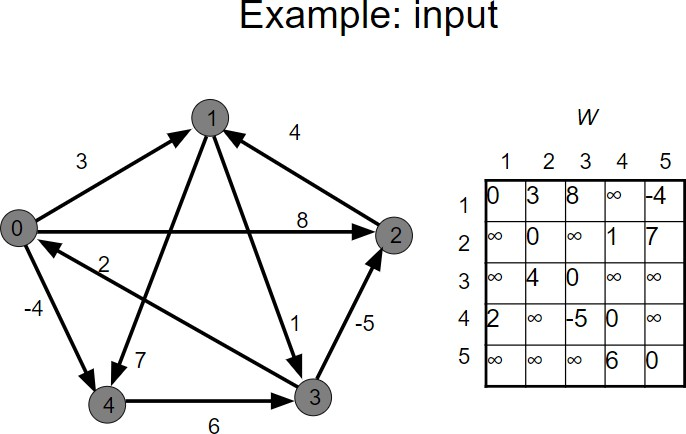 Example: input
1
3
4
W
1 2 3 4 5
1 0 3 8 ∞ -4
0
8
2
2 ∞ 0 ∞ 1 7
2
3 ∞ 4 0 ∞ ∞
-4
1
-5
4 2 ∞ -5 0 ∞
7
5 ∞ ∞ ∞ 6 0
4
3
6